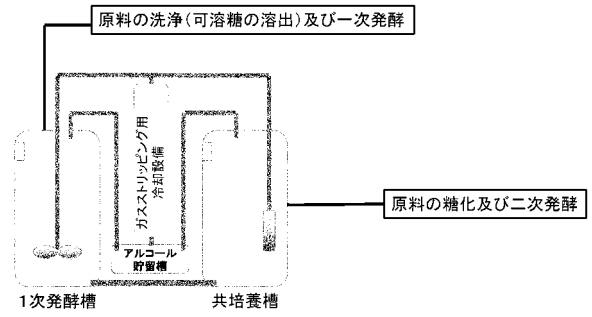 原料の洗浄(可溶糖の溶出)及び一次発酵
ガスストリッピング用
冷却設備
原料の糖化及び二次発酵
アルコール
貯留槽
1次発酵槽
共培養槽